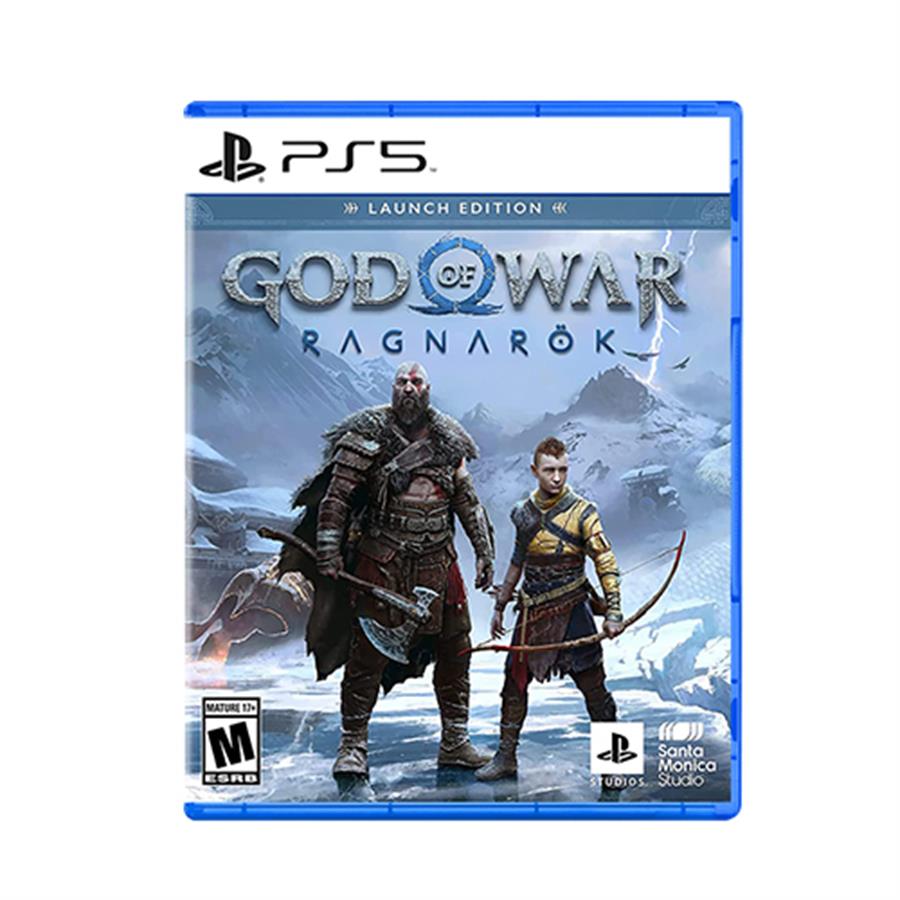 PS5
LAUNCH EDITION
GOD OF WAR
RAGNARÖK
MATURE 17+
M
ESRB
STUDIOS
Santa
Monica
Studio